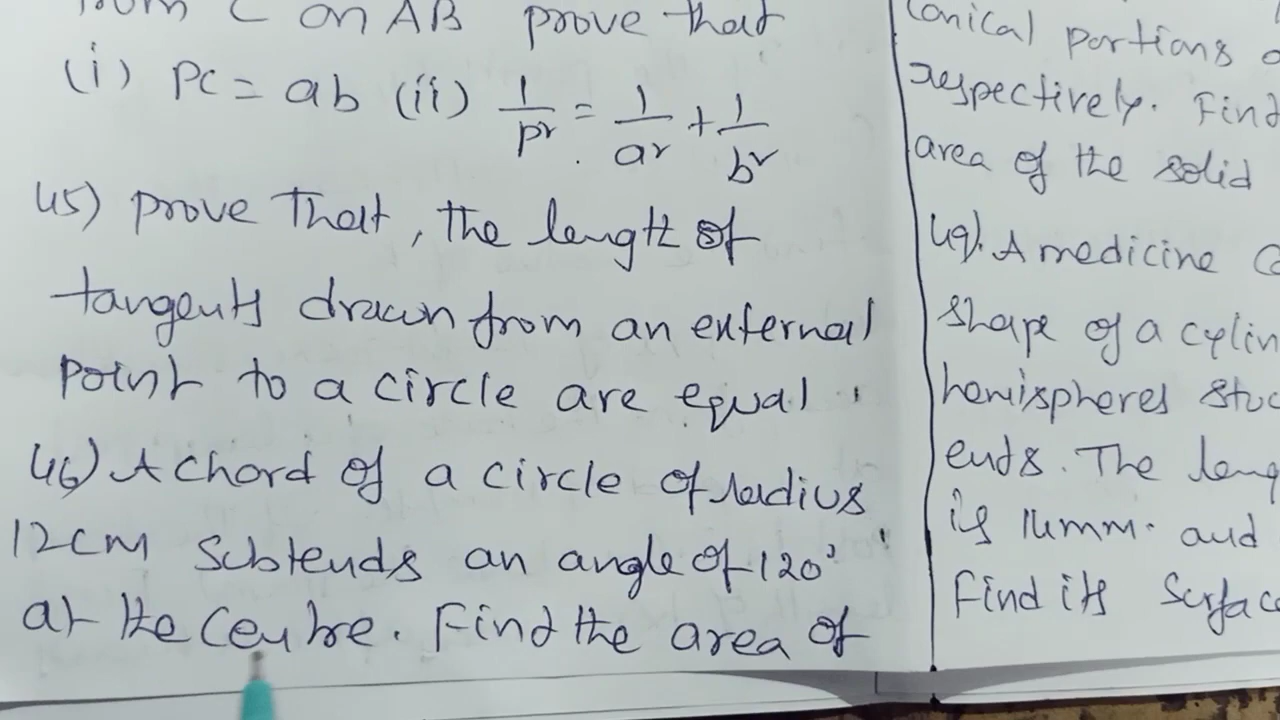 from C on AB prove that
(i) PC = ab (ii) 1/p² = 1/a² + 1/b²
45) prove that, the length of
tangents drawn from an external
point to a circle are equal.
46) A chord of a circle of radius
12cm subtends an angle of 120°
at the centre. Find the area of
conical portions
respectively. Find
area of the solid
49). A medicine
shape of a cylin
hemispheres stuc
ends. The leng
is 14mm. and
Find its surfac